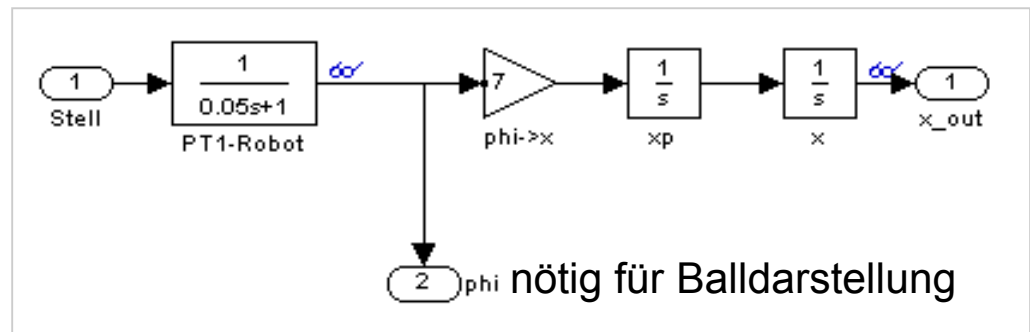 1
Stell
1
0.05s+1
PT1-Robot
-7
phi->x
1
s
xp
1
s
x
1
x_out
2
phi
nötig für Balldarstellung